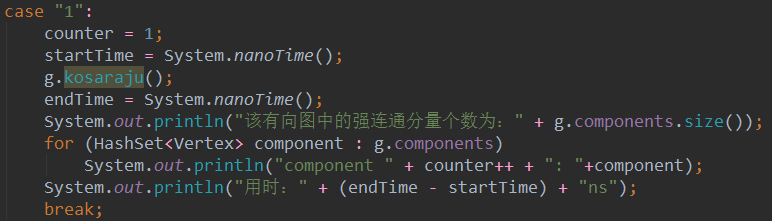 case "1":
counter = 1;
startTime = System.nanoTime();
g.kosaraju();
endTime = System.nanoTime();
System.out.println("该有向图中的强连通分量个数为：" + g.components.size());
for (HashSet<Vertex> component : g.components)
System.out.println("component " + counter++ + ": "+component);
System.out.println("用时：" + (endTime - startTime) + "ns");
break;